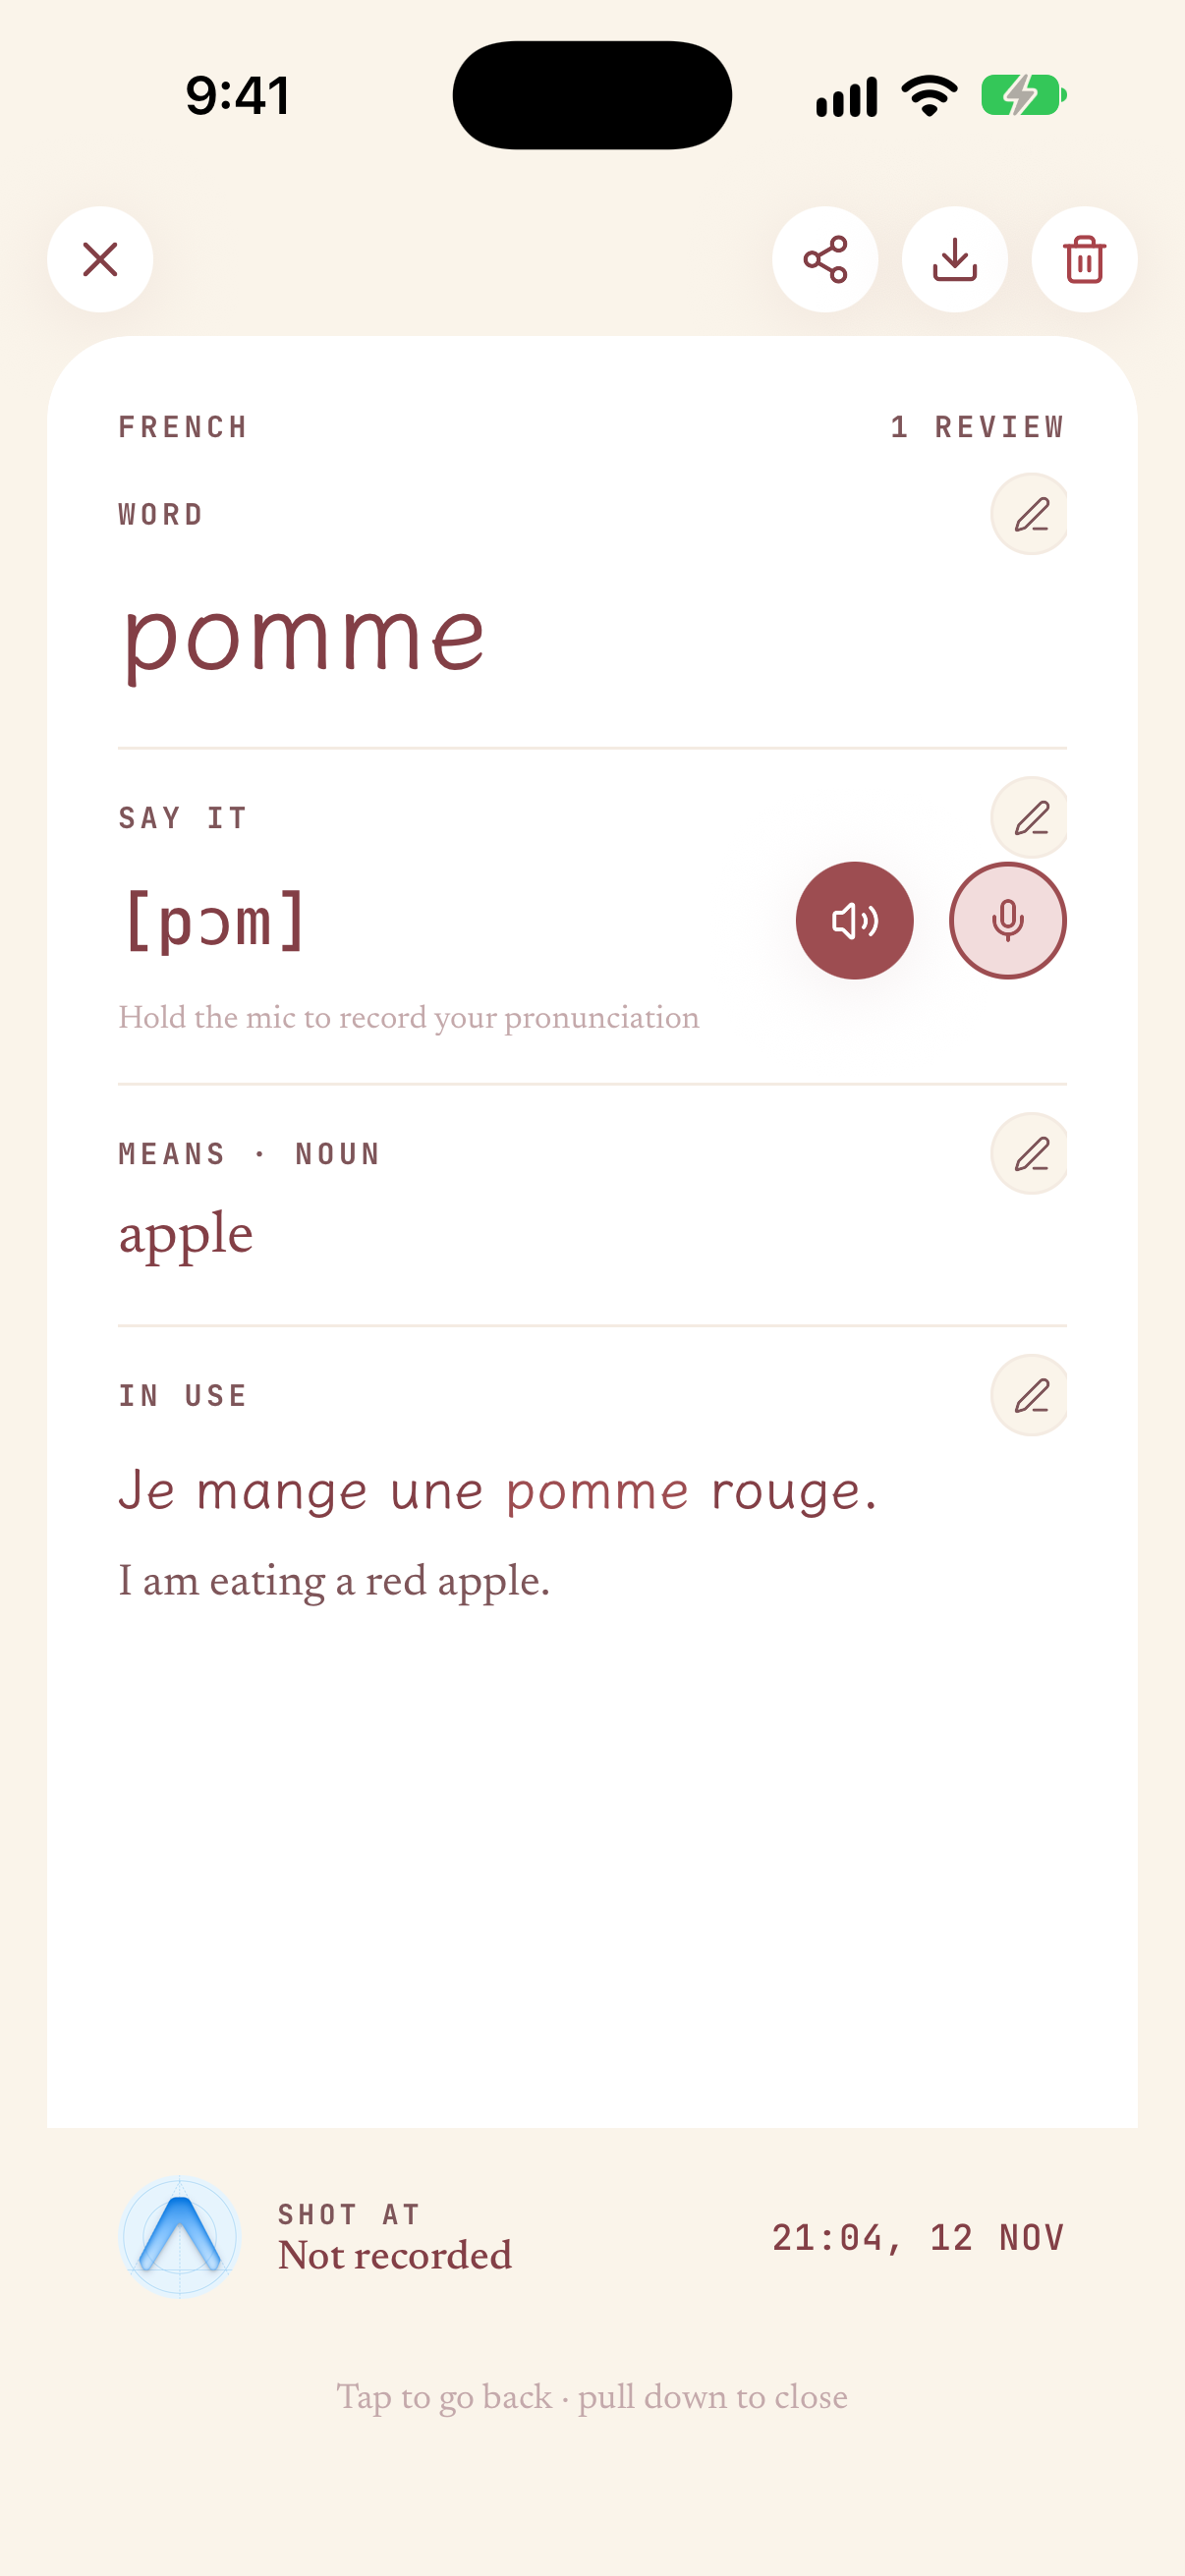 9:41
FRENCH 1 REVIEW
WORD
pomme
SAY IT
[pɔm]
Hold the mic to record your pronunciation
MEANS · NOUN
apple
IN USE
Je mange une pomme rouge.
I am eating a red apple.
SHOT AT
Not recorded
21:04, 12 NOV
Tap to go back · pull down to close